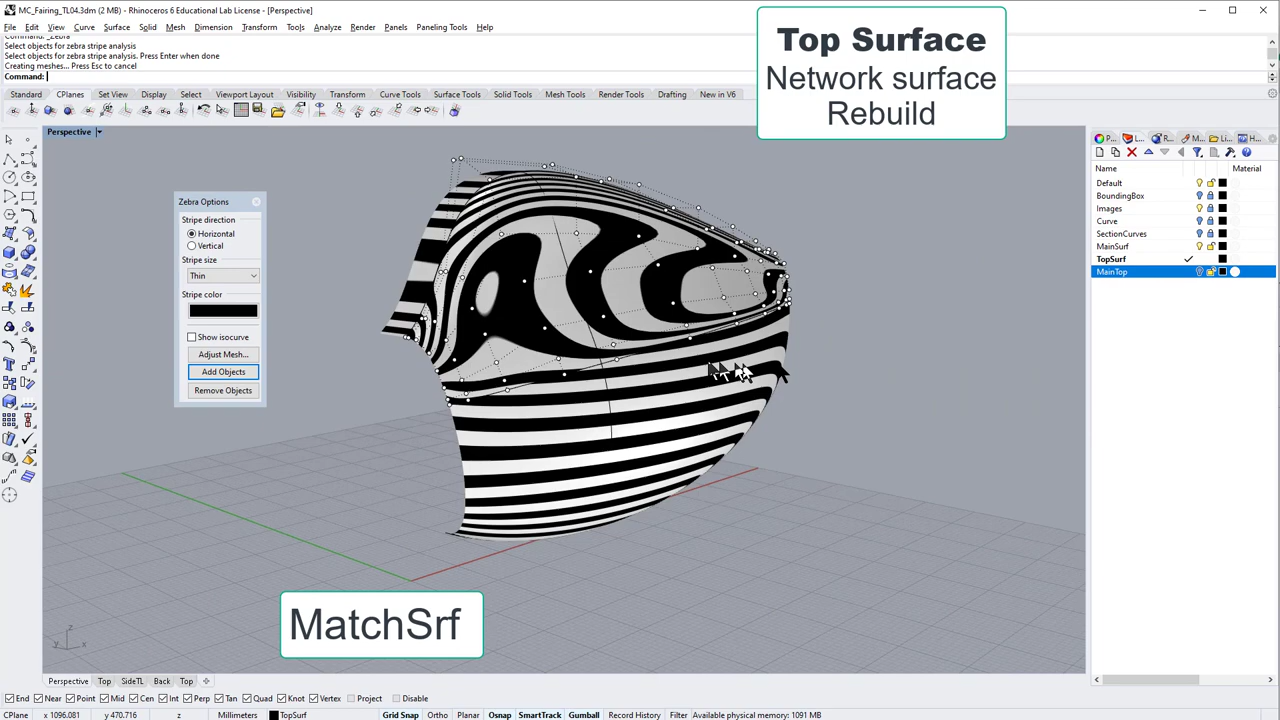 MC_Fairing_TL04.3dm (2 MB) - Rhinoceros 6 Educational Lab License - [Perspective]
File Edit View Curve Surface Solid Mesh Dimension Transform Tools Analyze Render Panels Paneling Tools Help
Select objects for zebra stripe analysis
Select objects for zebra stripe analysis. Press Enter when done
Creating meshes... Press Esc to cancel
Command:
Top Surface
Network surface
Rebuild
Standard CPlanes Set View Display Select Viewport Layout Visibility Transform Curve Tools Surface Tools Solid Tools Mesh Tools Render Tools Drafting New in V6
Perspective
Zebra Options
Stripe direction
Horizontal
Vertical
Stripe size
Thin
Stripe color
Show isocurve
Adjust Mesh...
Add Objects
Remove Objects
Name Material
Default
BoundingBox
Images
Curve
SectionCurves
MainSurf
TopSurf
MainTop
MatchSrf
z
y x
Perspective Top SideTL Back Top
End Near Point Mid Cen Int Perp Tan Quad Knot Vertex Project Disable
CPlane x 1096.081 y 470.716 z Millimeters TopSurf Grid Snap Ortho Planar Osnap SmartTrack Gumball Record History Filter Available physical memory: 1091 MB